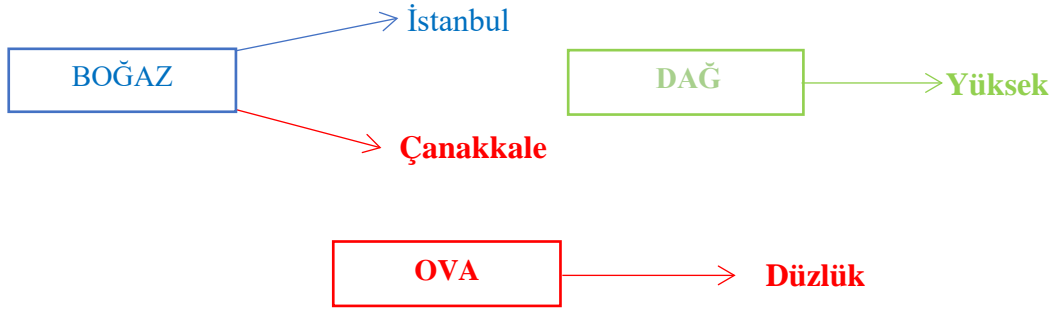 İstanbul
BOĞAZ
Çanakkale
DAĞ
Yüksek
OVA
Düzlük